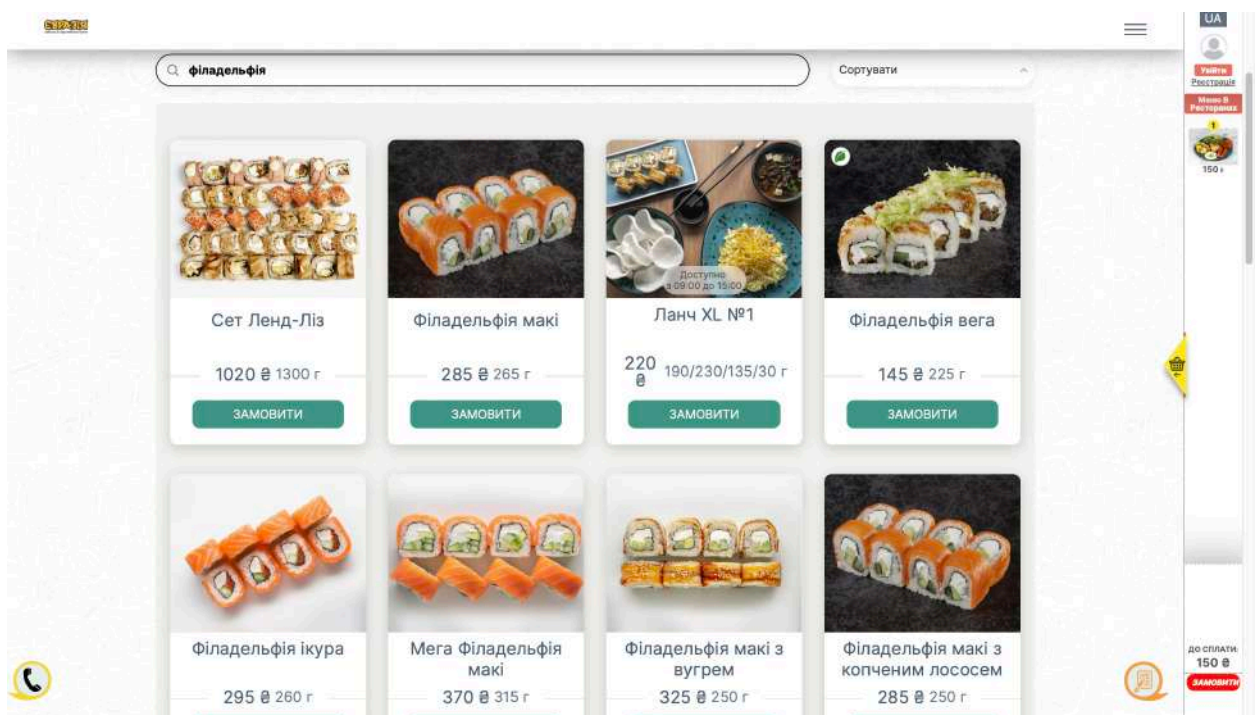 UA
філадельфія
Сортувати
Увійти
Реєстрація
Меню В
Ресторанах
1
150 ₴
Доступно
з 09:00 до 15:00
Сет Ленд-Ліз
Філадельфія макі
Ланч XL №1
Філадельфія вега
1020 ₴ 1300 г
285 ₴ 265 г
220 ₴ 190/230/135/30 г
145 ₴ 225 г
ЗАМОВИТИ
ЗАМОВИТИ
ЗАМОВИТИ
ЗАМОВИТИ
Філадельфія ікура
Мега Філадельфія
макі
Філадельфія макі з
вугрем
Філадельфія макі з
копченим лососем
295 ₴ 260 г
370 ₴ 315 г
325 ₴ 250 г
285 ₴ 250 г
ДО СПЛАТИ:
150 ₴
ЗАМОВИТИ